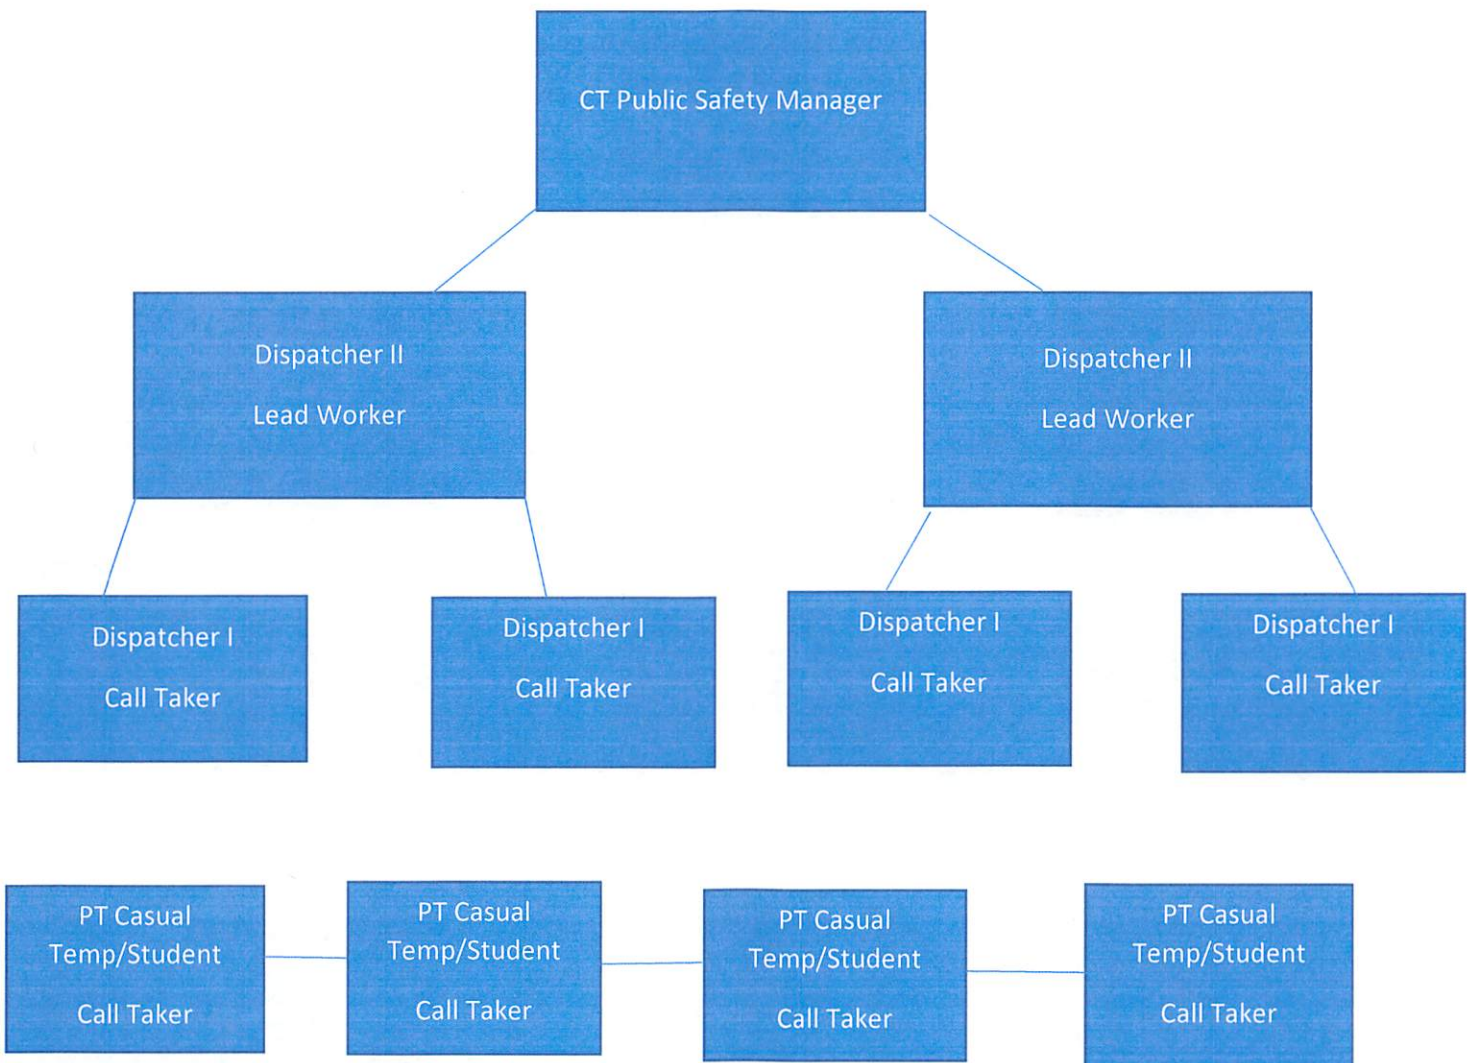 CT Public Safety Manager
Dispatcher II
Lead Worker
Dispatcher II
Lead Worker
Dispatcher I
Call Taker
Dispatcher I
Call Taker
Dispatcher I
Call Taker
Dispatcher I
Call Taker
PT Casual
Temp/Student
Call Taker
PT Casual
Temp/Student
Call Taker
PT Casual
Temp/Student
Call Taker
PT Casual
Temp/Student
Call Taker